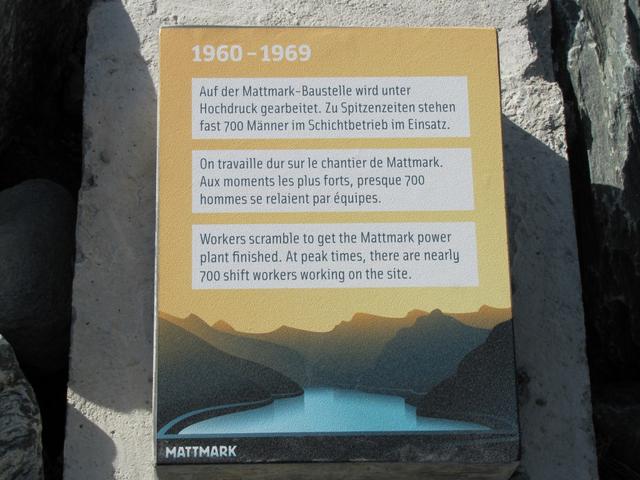 1960–1969
Auf der Mattmark-Baustelle wird unter
Hochdruck gearbeitet. Zu Spitzenzeiten stehen
fast 700 Männer im Schichtbetrieb im Einsatz.
On travaille dur sur le chantier de Mattmark.
Aux moments les plus forts, presque 700
hommes se relaient par équipes.
Workers scramble to get the Mattmark power
plant finished. At peak times, there are nearly
700 shift workers working on the site.
MATTMARK